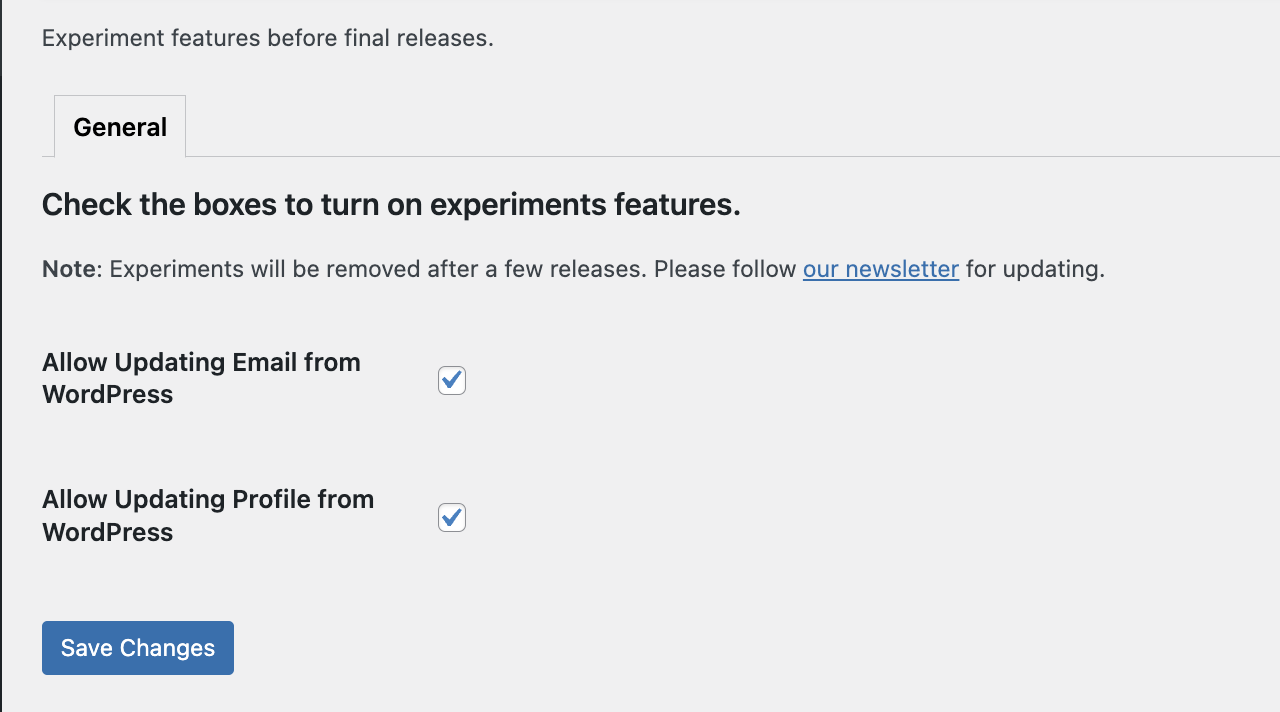 Experiment features before final releases.
General
Check the boxes to turn on experiments features.
Note: Experiments will be removed after a few releases. Please follow our newsletter for updating.
Allow Updating Email from
WordPress
Allow Updating Profile from
WordPress
Save Changes